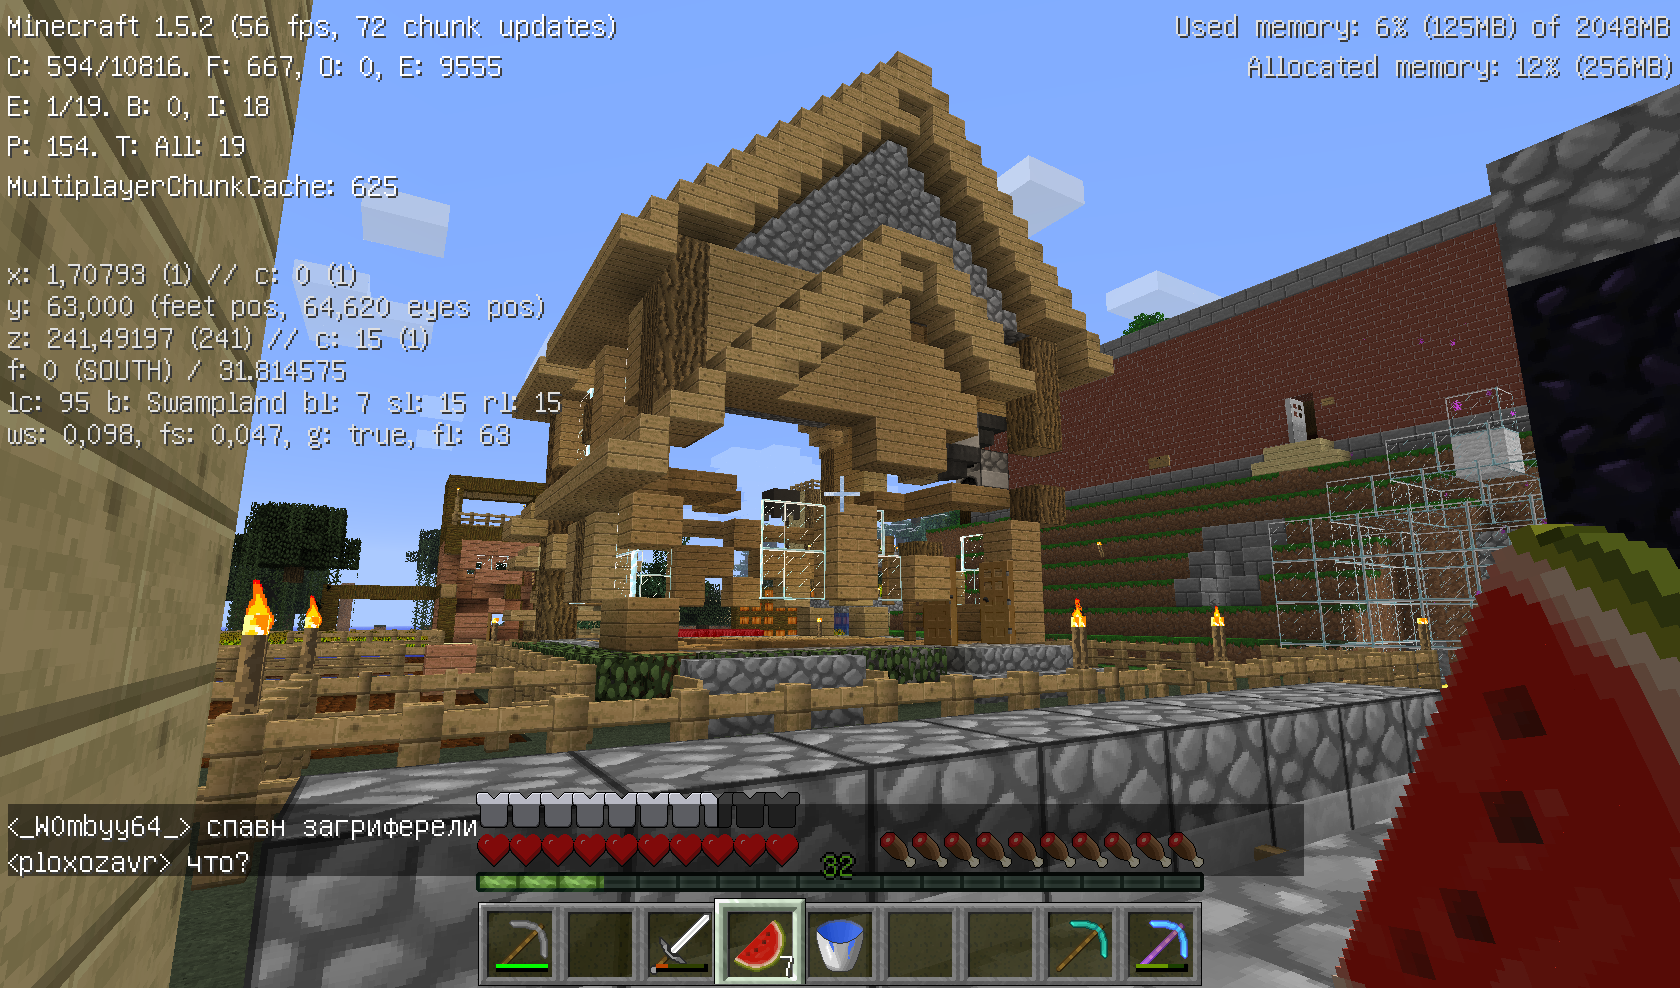 Minecraft 1.5.2 (56 fps, 72 chunk updates)
Used memory: 6% (125MB) of 2048MB
C: 594/10816. F: 667, O: 0, E: 9555
Allocated memory: 12% (256MB)
E: 1/19. B: 0, I: 18
P: 154. T: All: 19
MultiplayerChunkCache: 625
x: 1,70793 (1) // c: 0 (1)
y: 63,000 (feet pos, 64,620 eyes pos)
z: 241,49197 (241) // c: 15 (1)
f: 0 (SOUTH) / 31.814575
lc: 95 b: Swampland bl: 7 sl: 15 rl: 15
ws: 0,098, fs: 0,047, g: true, fl: 63
<_W0mbyy64_> спавн загриферели
<ploxozavr> что?
32
7